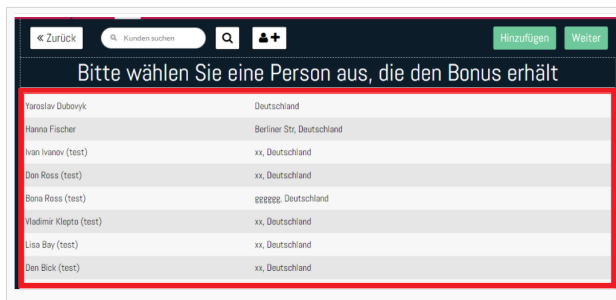 « Zurück Kunden suchen Hinzufügen Weiter
Bitte wählen Sie eine Person aus, die den Bonus erhält
Yaroslav Dubovyk Deutschland
Hanna Fischer Berliner Str, Deutschland
Ivan Ivanov (test) xx, Deutschland
Don Ross (test) xx, Deutschland
Bona Ross (test) gggggg, Deutschland
Vladimir Klepto (test) xx, Deutschland
Lisa Bay (test) xx, Deutschland
Den Bick (test) xx, Deutschland